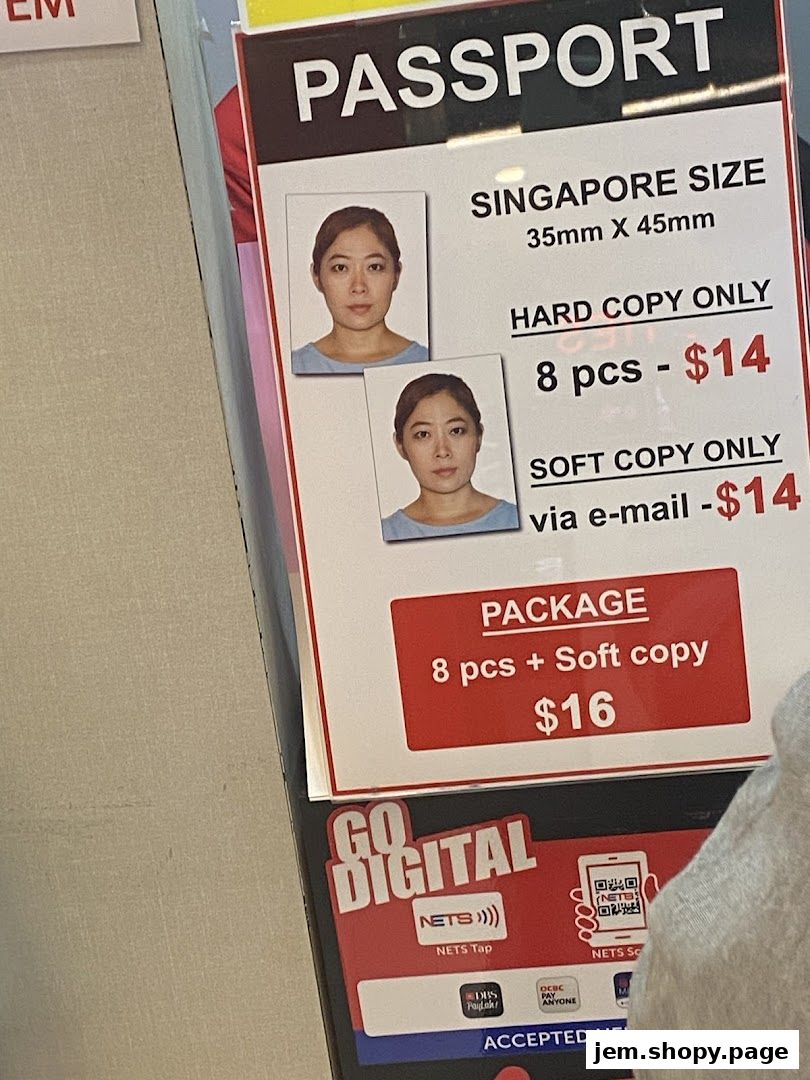 EM
PASSPORT
SINGAPORE SIZE
35mm X 45mm
HARD COPY ONLY
8 pcs - $14
SOFT COPY ONLY
via e-mail - $14
PACKAGE
8 pcs + Soft copy
$16
GO
DIGITAL
NETS
NETS Tap
NETS
NETS Sc
DBS
PayLah!
OCBC
PAY
ANYONE
ACCEPTED
jem.shopy.page